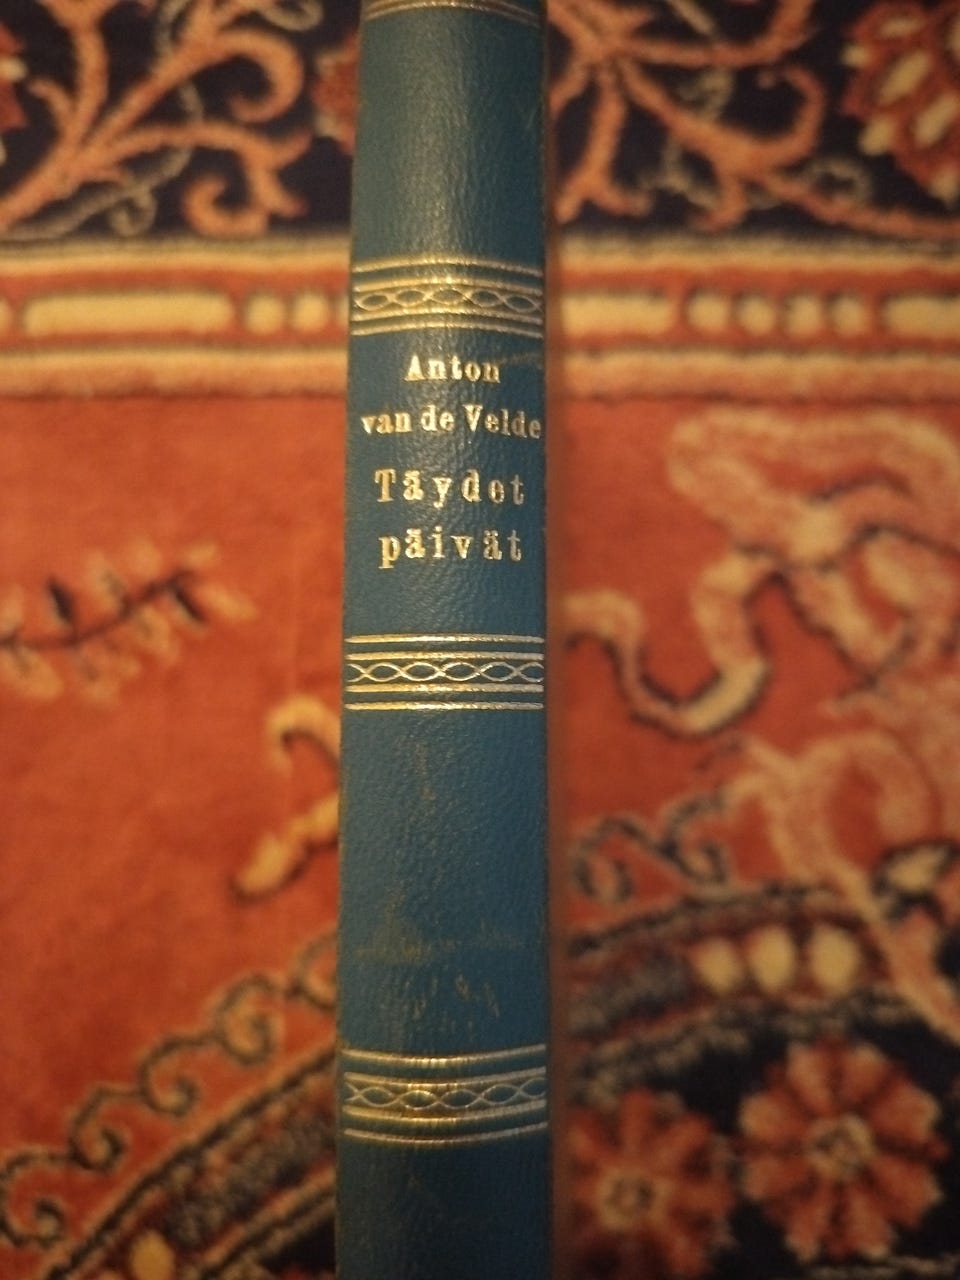 Anton
van de Velde
Täydet
päivät